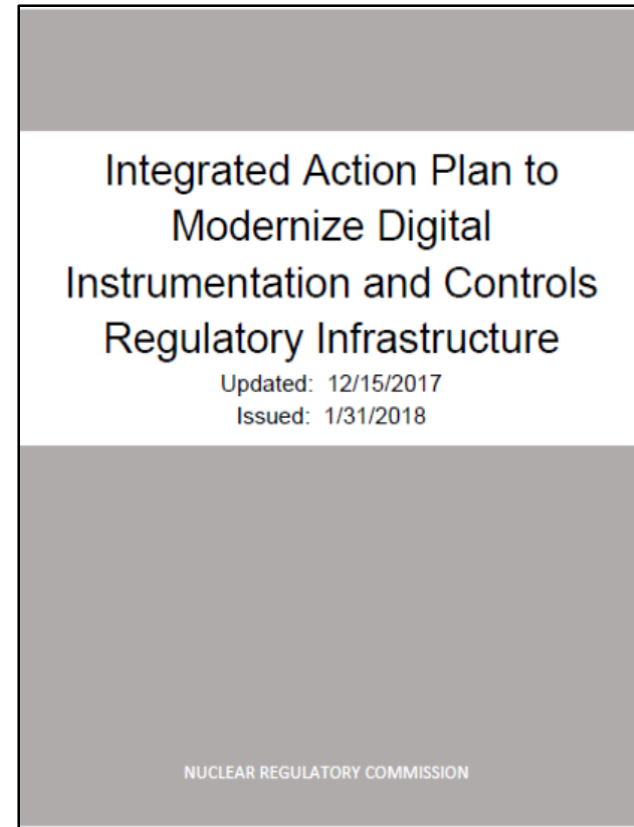 Integrated Action Plan to
Modernize Digital
Instrumentation and Controls
Regulatory Infrastructure
Updated: 12/15/2017
Issued: 1/31/2018
NUCLEAR REGULATORY COMMISSION